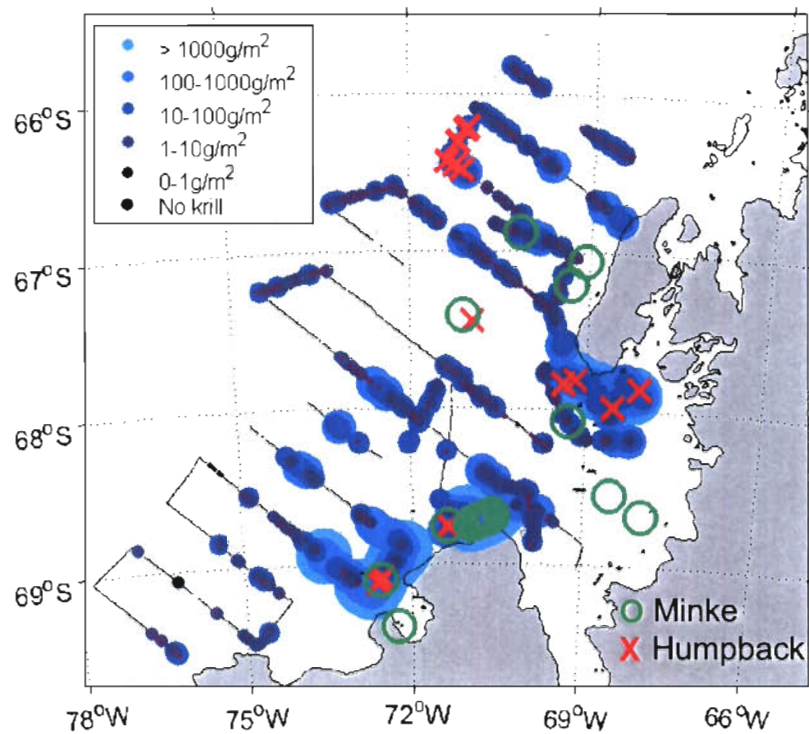 > 1000g/m²
100-1000g/m²
10-100g/m²
1-10g/m²
0-1g/m²
No krill
66°S
67°S
68°S
69°S
Minke
Humpback
78°W 75°W 72°W 69°W 66°W